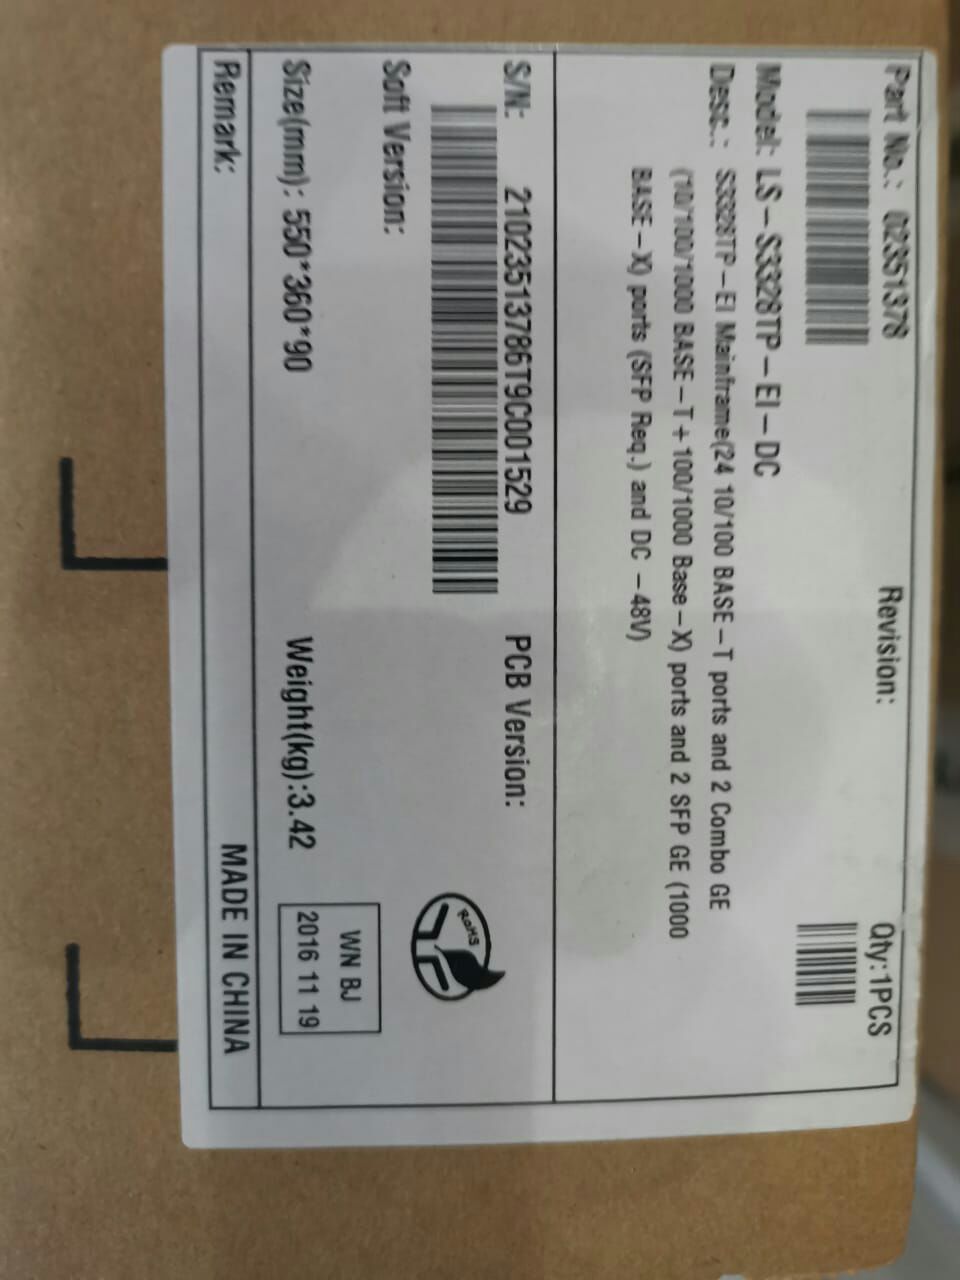 Part No.: 02351378
Revision:
Qty:1PCS
Model: LS-S3328TP-EI-DC
Desc.: S3328TP-EI Mainframe(24 10/100 BASE-T ports and 2 Combo GE
(10/100/1000 BASE-T+100/1000 Base-X) ports and 2 SFP GE (1000
BASE-X) ports (SFP Req.) and DC -48V)
S/N: 210235137867T9C001529
PCB Version:
Soft Version:
RoHS
Size(mm): 550*360*90
Weight(kg):3.42
WN BJ
2016 11 19
Remark:
MADE IN CHINA